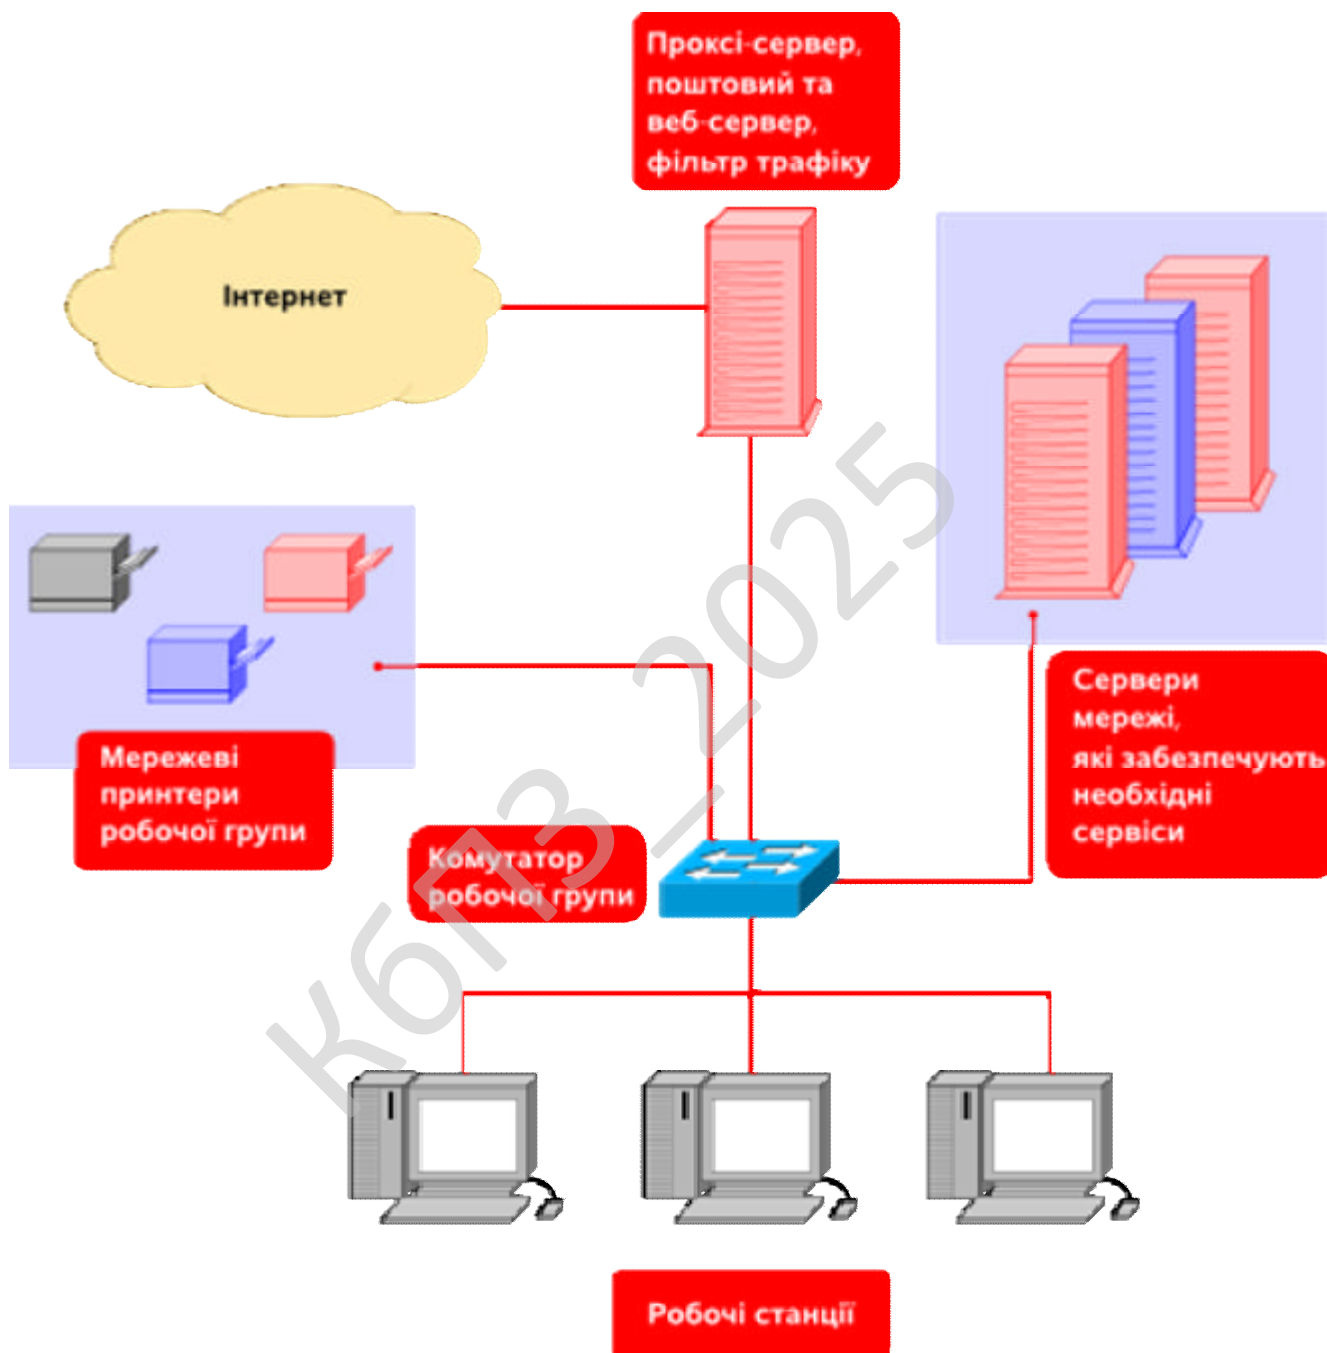 Проксі-сервер,
поштовий та
веб-сервер,
фільтр трафіку
Інтернет
Мережеві
принтери
робочої групи
Сервери
мережі,
які забезпечують
необхідні
сервіси
Комутатор
робочої групи
КбПЗ_2025
Робочі станції